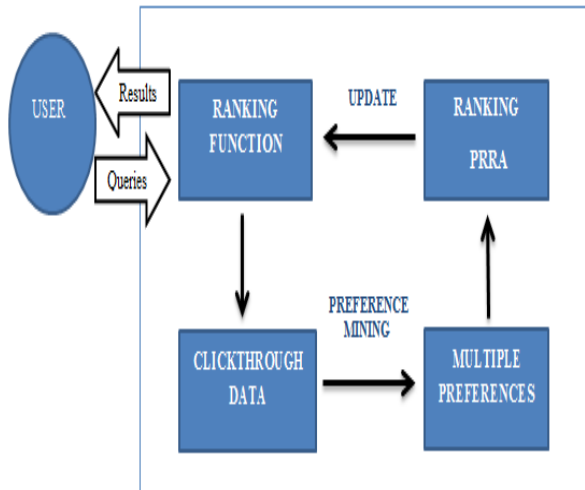 USER
Results
Queries
RANKING
FUNCTION
UPDATE
RANKING
PRRA
CLICKTHROUGH
DATA
PREFERENCE
MINING
MULTIPLE
PREFERENCES